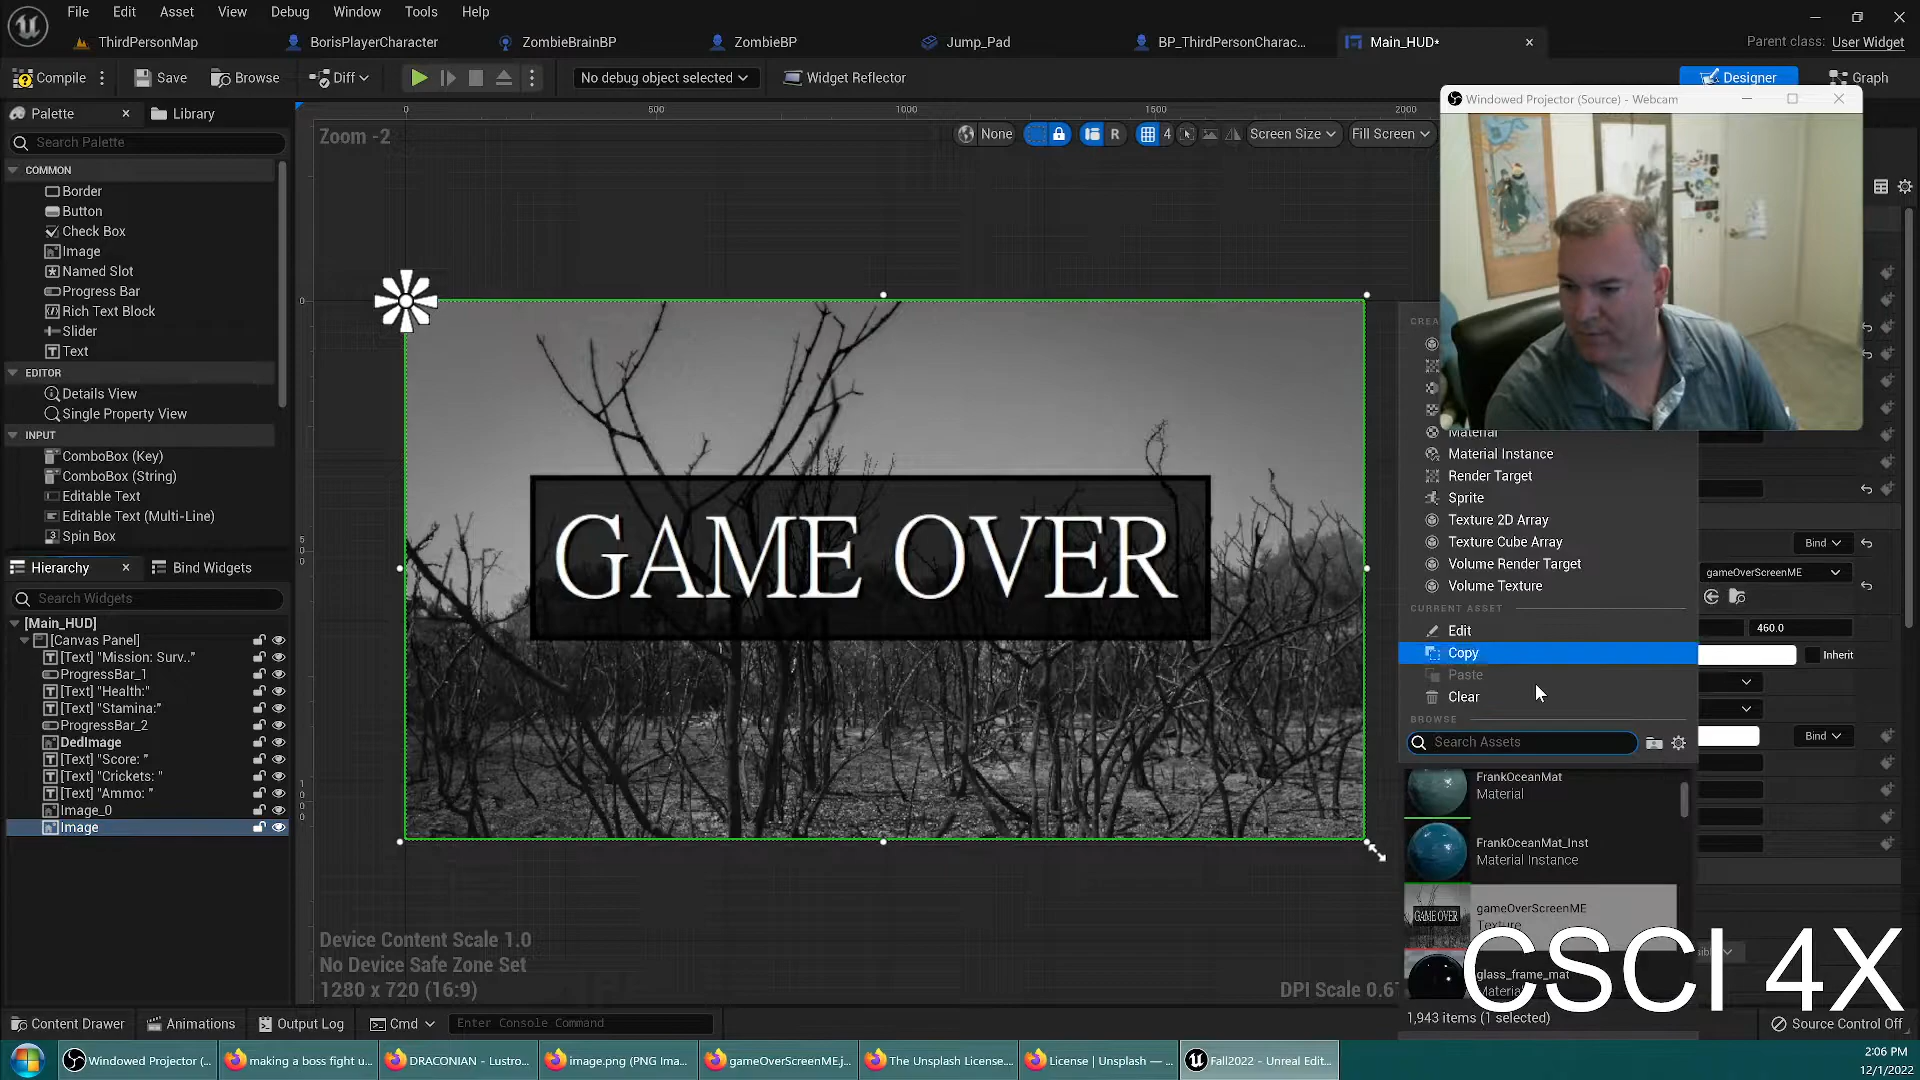 File Edit Asset View Debug Window Tools Help
ThirdPersonMap BorisPlayerCharacter ZombieBrainBP ZombieBP Jump_Pad BP_ThirdPersonCharac... Main_HUD* Parent class: User Widget
Compile Save Browse Diff No debug object selected Widget Reflector Designer Graph
Palette Library
Windowed Projector (Source) - Webcam
0 500 1000 1500 2000
Search Palette
Zoom -2
None R 4 Screen Size Fill Screen
COMMON
Border
Button
Check Box
Image
Named Slot
Progress Bar
Rich Text Block
Slider
Text
EDITOR
Details View
Single Property View
INPUT
ComboBox (Key)
ComboBox (String)
Editable Text
Editable Text (Multi-Line)
Spin Box
Hierarchy Bind Widgets
Search Widgets
[Main_HUD]
[Canvas Panel]
[Text] "Mission: Surv.."
ProgressBar_1
[Text] "Health:"
[Text] "Stamina:"
ProgressBar_2
DedImage
[Text] "Score: "
[Text] "Crickets: "
[Text] "Ammo: "
Image_0
Image
GAME OVER
Device Content Scale 1.0
No Device Safe Zone Set
1280 x 720 (16:9)
DPI Scale 0.6
Material
Material Instance
Render Target
Sprite
Texture 2D Array
Texture Cube Array
Volume Render Target
Volume Texture
CURRENT ASSET
Edit
Copy
Paste
Clear
BROWSE
Search Assets
FrankOceanMat
Material
FrankOceanMat_Inst
Material Instance
GAME OVER
gameOverScreenME
Texture
glass_frame_mat
Material
1,943 items (1 selected)
Bind
gameOverScreenME
460.0
Inherit
Bind
CSCI 4X
Content Drawer Animations Output Log Cmd Enter Console Command Source Control Off
Windowed Projector (... making a boss fight u... DRACONIAN - Lustro... image.png (PNG Ima... gameOverScreenME.j... The Unsplash License... License | Unsplash — ... Fall2022 - Unreal Edit...
2:06 PM
12/1/2022